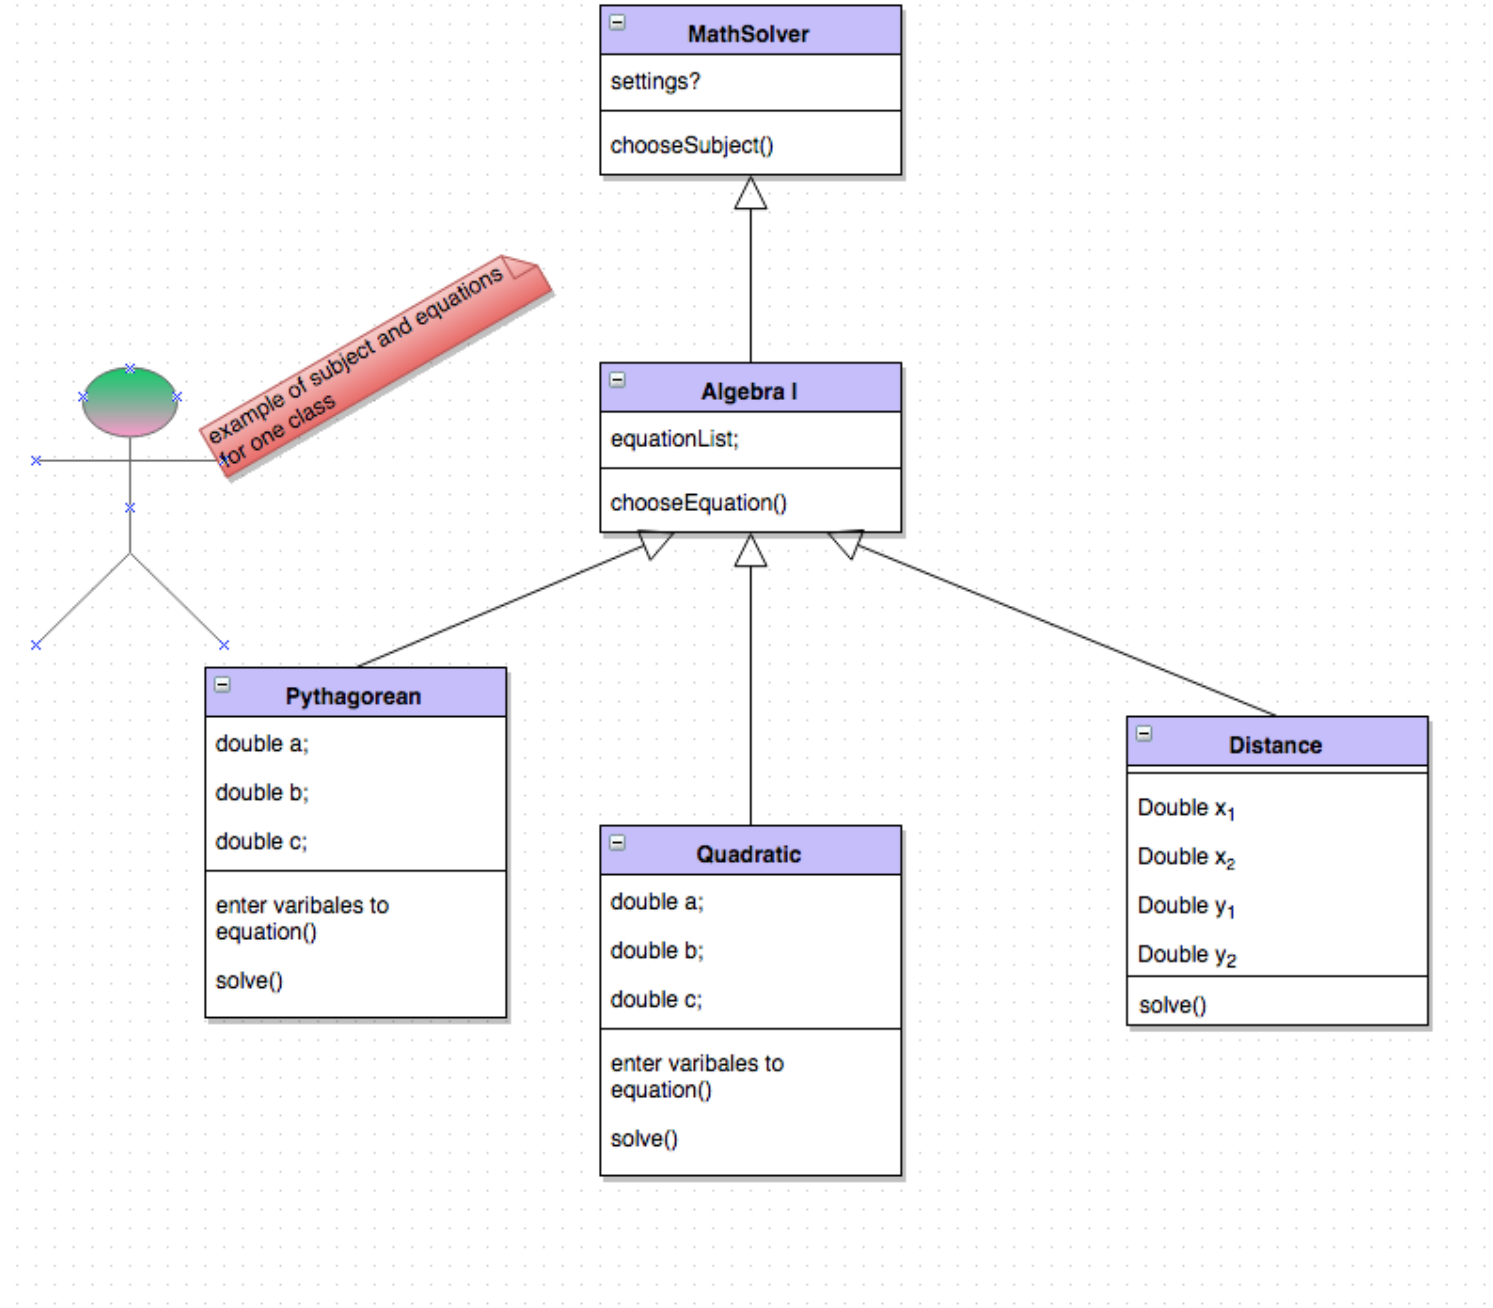 MathSolver
settings?
chooseSubject()
example of subject and equations
for one class
Algebra I
equationList;
chooseEquation()
Pythagorean
double a;
double b;
double c;
enter varibales to
equation()
solve()
Quadratic
double a;
double b;
double c;
enter varibales to
equation()
solve()
Distance
Double x₁
Double x₂
Double y₁
Double y₂
solve()